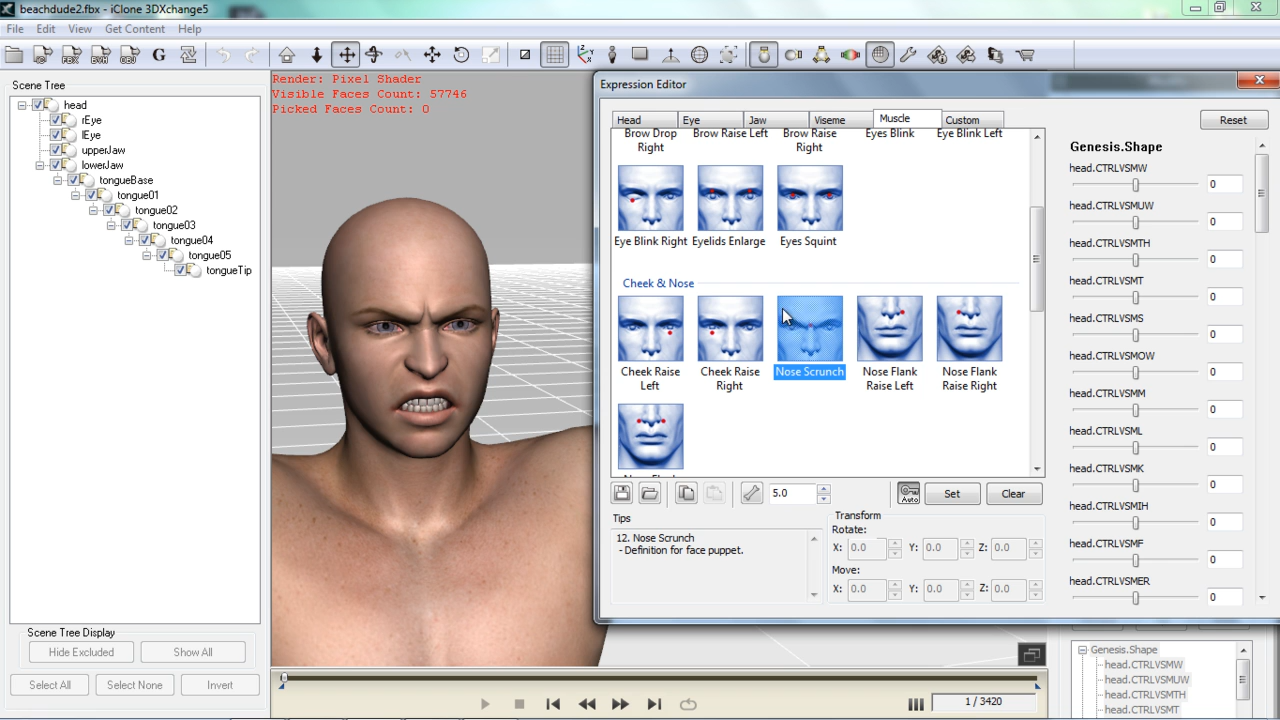 beachdude2.fbx - iClone 3DXchange5
File Edit View Get Content Help
G
Scene Tree
head
rEye
lEye
upperJaw
lowerJaw
tongueBase
tongue01
tongue02
tongue03
tongue04
tongue05
tongueTip
Scene Tree Display
Hide Excluded Show All
Select All Select None Invert
Render: Pixel Shader
Visible Faces Count: 57746
Picked Faces Count: 0
1 / 3420
Expression Editor
Head Eye Jaw Viseme Muscle Custom
Reset
Brow Drop Right
Brow Raise Left
Brow Raise Right
Eyes Blink
Eye Blink Left
Eye Blink Right
Eyelids Enlarge
Eyes Squint
Cheek & Nose
Cheek Raise Left
Cheek Raise Right
Nose Scrunch
Nose Flank Raise Left
Nose Flank Raise Right
5.0
Auto
Set
Clear
Tips
12. Nose Scrunch
- Definition for face puppet.
Transform
Rotate:
X: 0.0 Y: 0.0 Z: 0.0
Move:
X: 0.0 Y: 0.0 Z: 0.0
Genesis.Shape
head.CTRLVSMW
0
head.CTRLVSMUW
0
head.CTRLVSMTH
0
head.CTRLVSMT
0
head.CTRLVSMS
0
head.CTRLVSMOW
0
head.CTRLVSMM
0
head.CTRLVSML
0
head.CTRLVSMK
0
head.CTRLVSMIH
0
head.CTRLVSMF
0
head.CTRLVSMER
0
Genesis.Shape
head.CTRLVSMW
head.CTRLVSMUW
head.CTRLVSMTH
head.CTRLVSMT